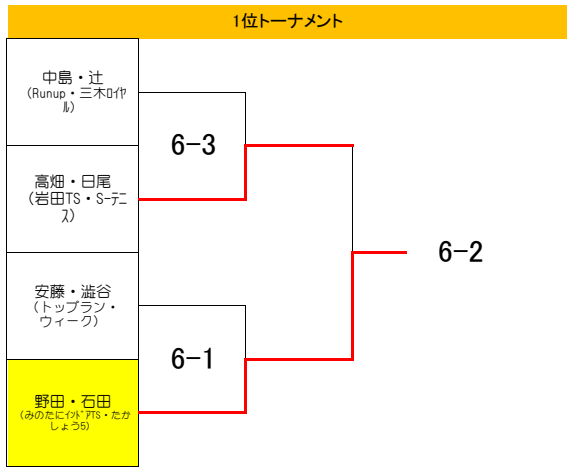 1位トーナメント
中島・辻
(Runup・三木ﾛｲﾔ
ﾙ)
6-3
高畑・日尾
(岩田TS・S-ﾃﾆ
ｽ)
6-2
安藤・澁谷
(トップラン・
ウィーク)
6-1
野田・石田
(みのたにｲﾝﾄﾞｱTS・たか
しょう5)